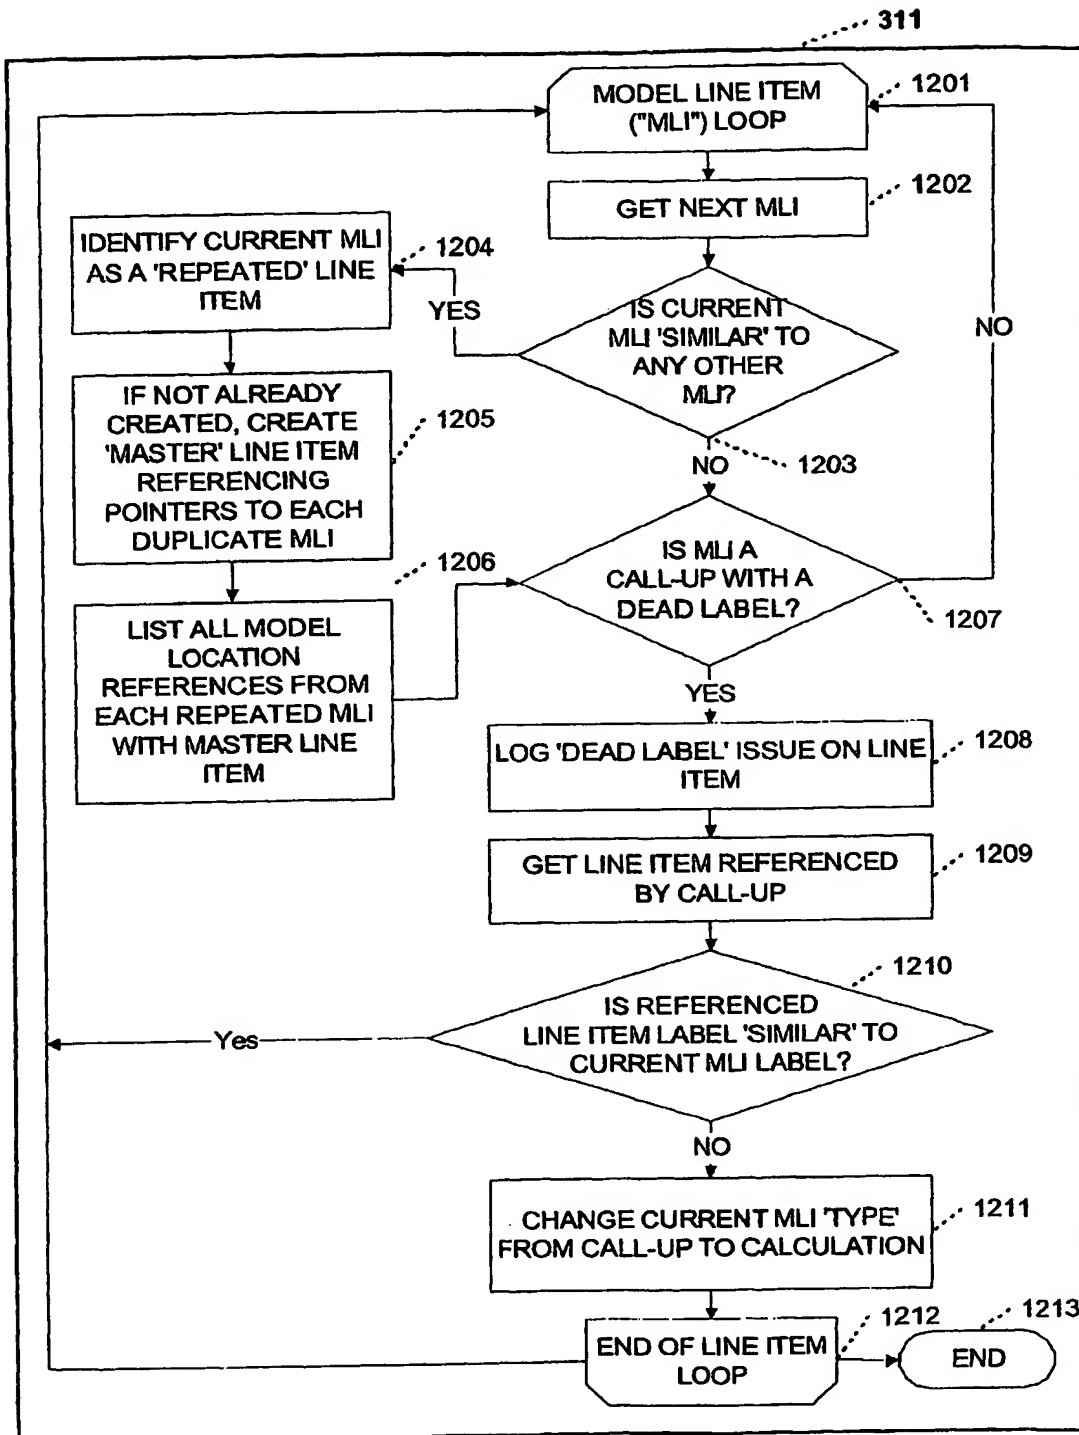 311
MODEL LINE ITEM
("MLI") LOOP
1201
GET NEXT MLI
1202
IS CURRENT
MLI 'SIMILAR' TO
ANY OTHER
MLI?
YES
NO
1203
NO
IDENTIFY CURRENT MLI
AS A 'REPEATED' LINE
ITEM
1204
IF NOT ALREADY
CREATED, CREATE
'MASTER' LINE ITEM
REFERENCING
POINTERS TO EACH
DUPLICATE MLI
1205
1206
LIST ALL MODEL
LOCATION
REFERENCES FROM
EACH REPEATED MLI
WITH MASTER LINE
ITEM
IS MLI A
CALL-UP WITH A
DEAD LABEL?
1207
YES
LOG 'DEAD LABEL' ISSUE ON LINE
ITEM
1208
GET LINE ITEM REFERENCED
BY CALL-UP
1209
1210
IS REFERENCED
LINE ITEM LABEL 'SIMILAR' TO
CURRENT MLI LABEL?
Yes
NO
CHANGE CURRENT MLI 'TYPE'
FROM CALL-UP TO CALCULATION
1211
END OF LINE ITEM
LOOP
1212
1213
END